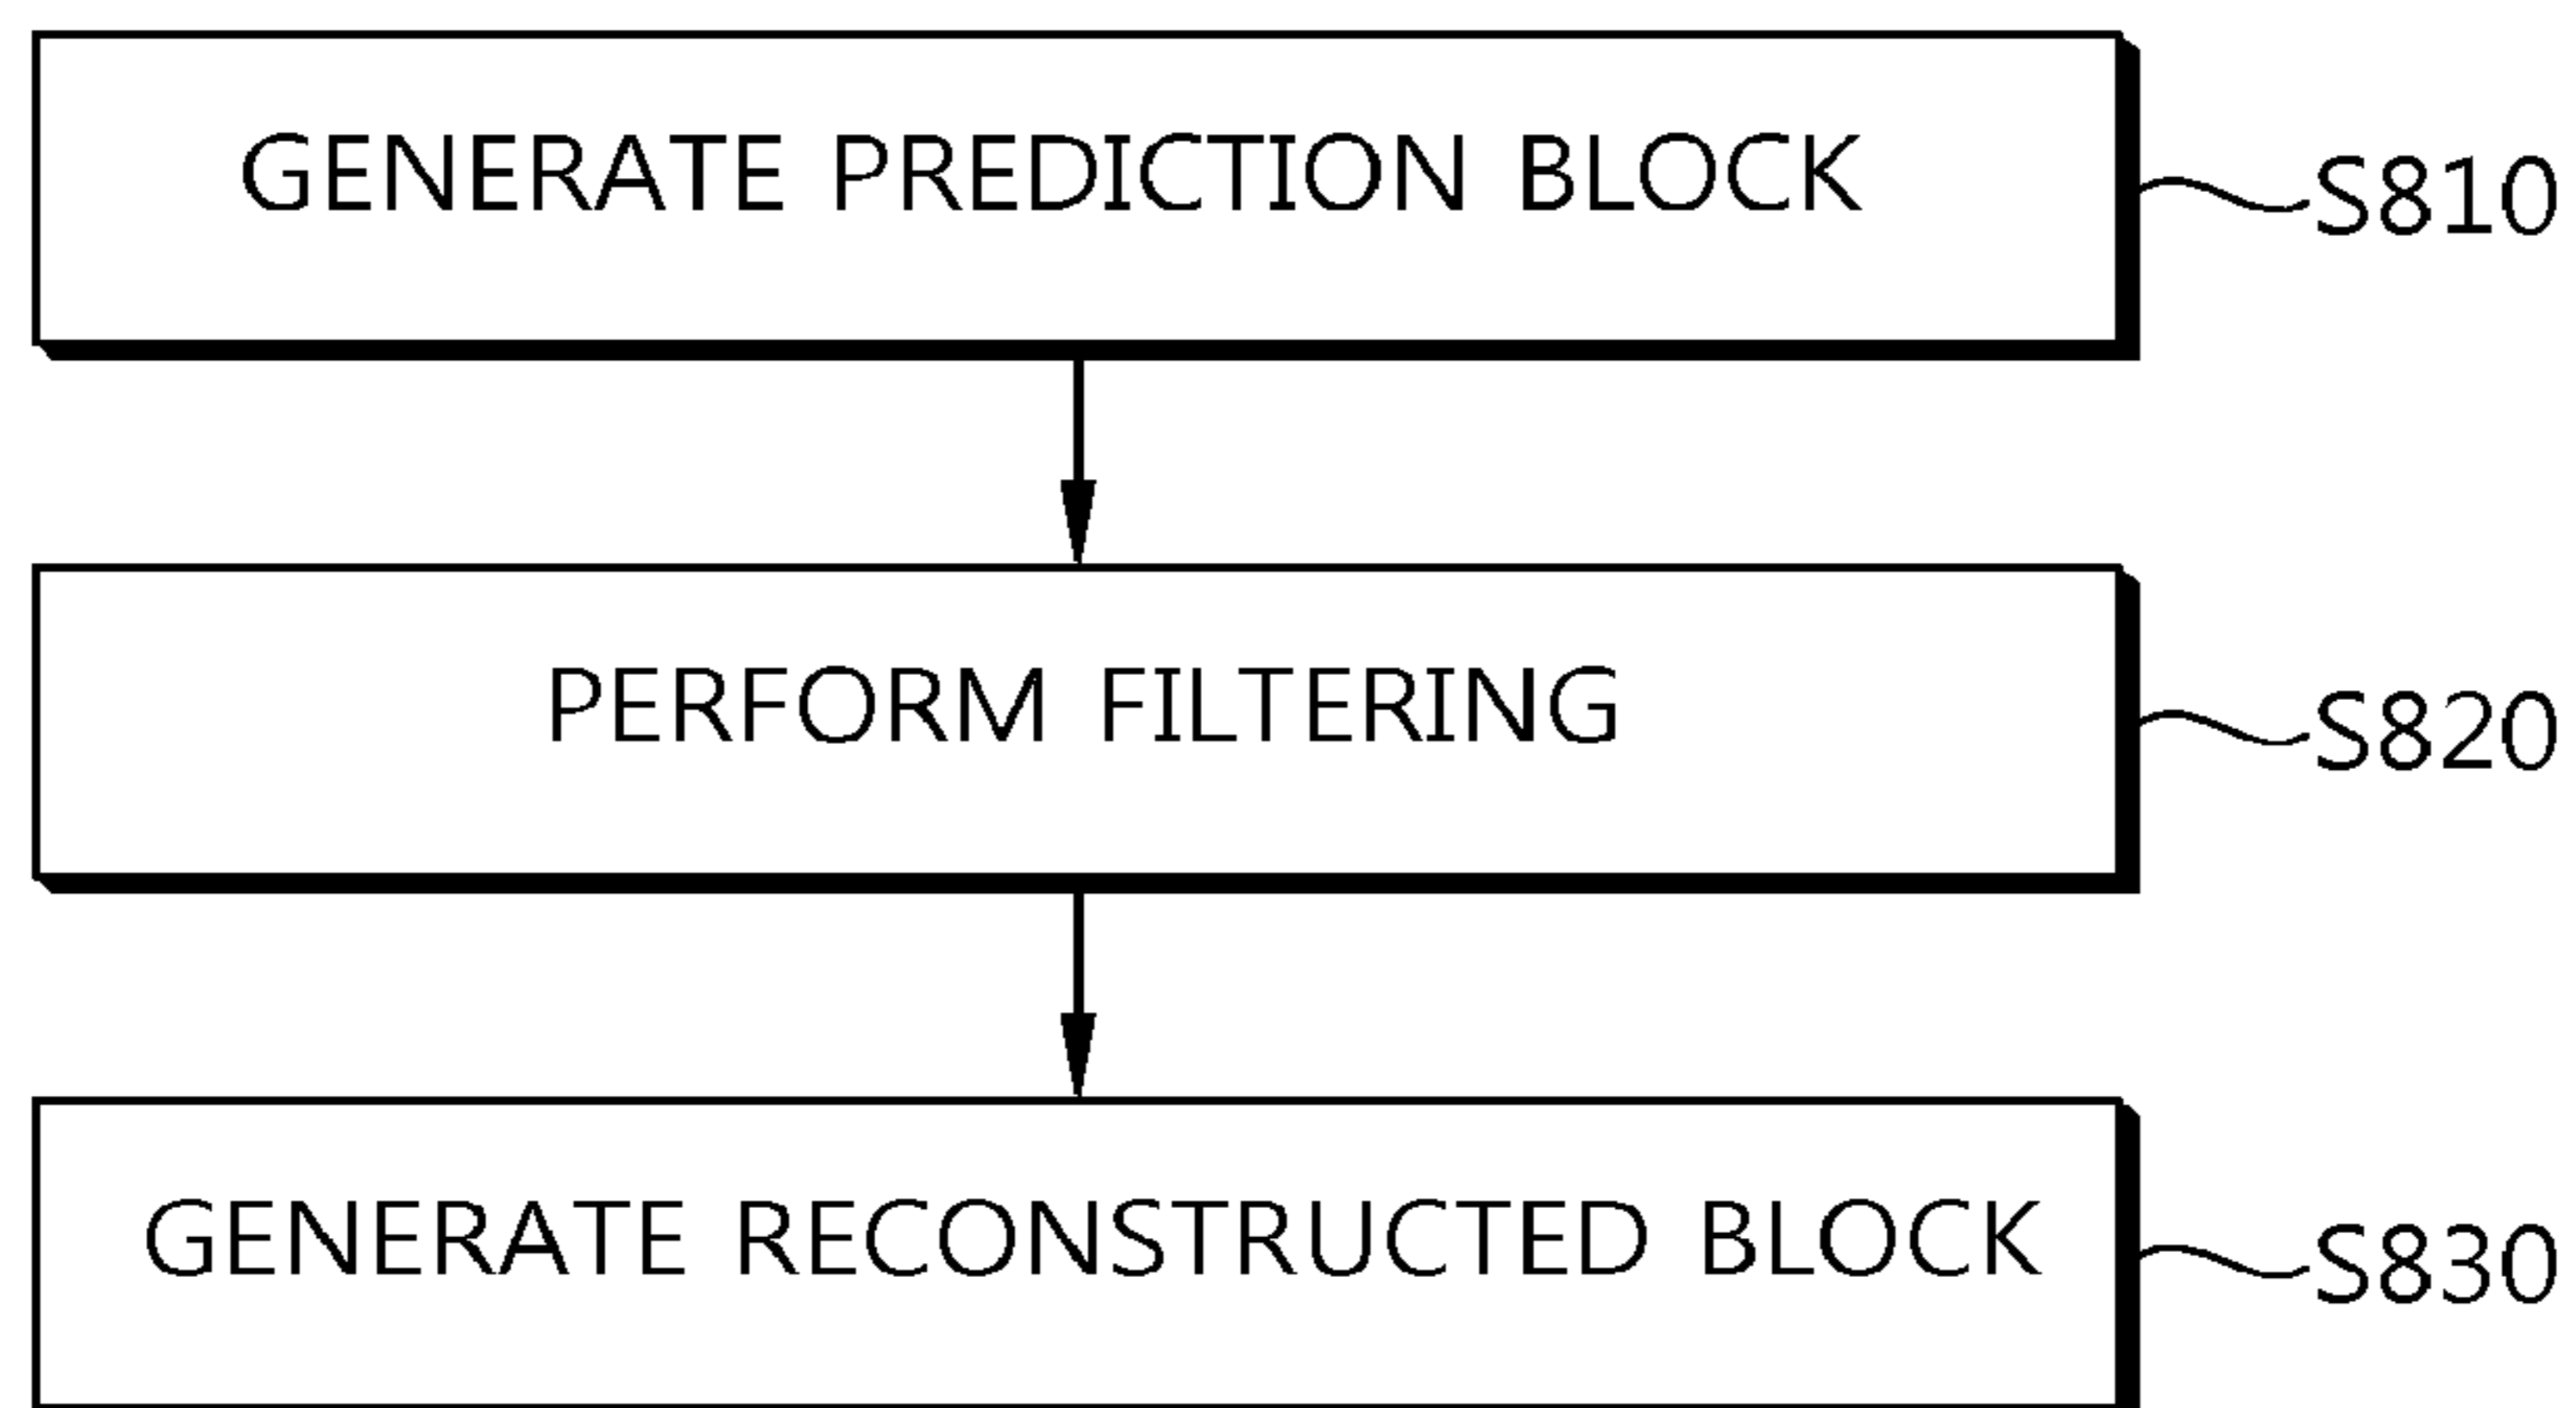 GENERATE PREDICTION BLOCK
S810
PERFORM FILTERING
S820
GENERATE RECONSTRUCTED BLOCK
S830